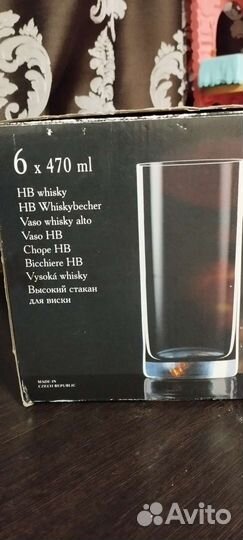 6 x 470 ml
HB whisky
HB Whiskybecher
Vaso whisky alto
Vaso HB
Chope HB
Bicchiere HB
Vysoká whisky
Высокий стакан
для виски
MADE IN
CZECH REPUBLIC
Avito